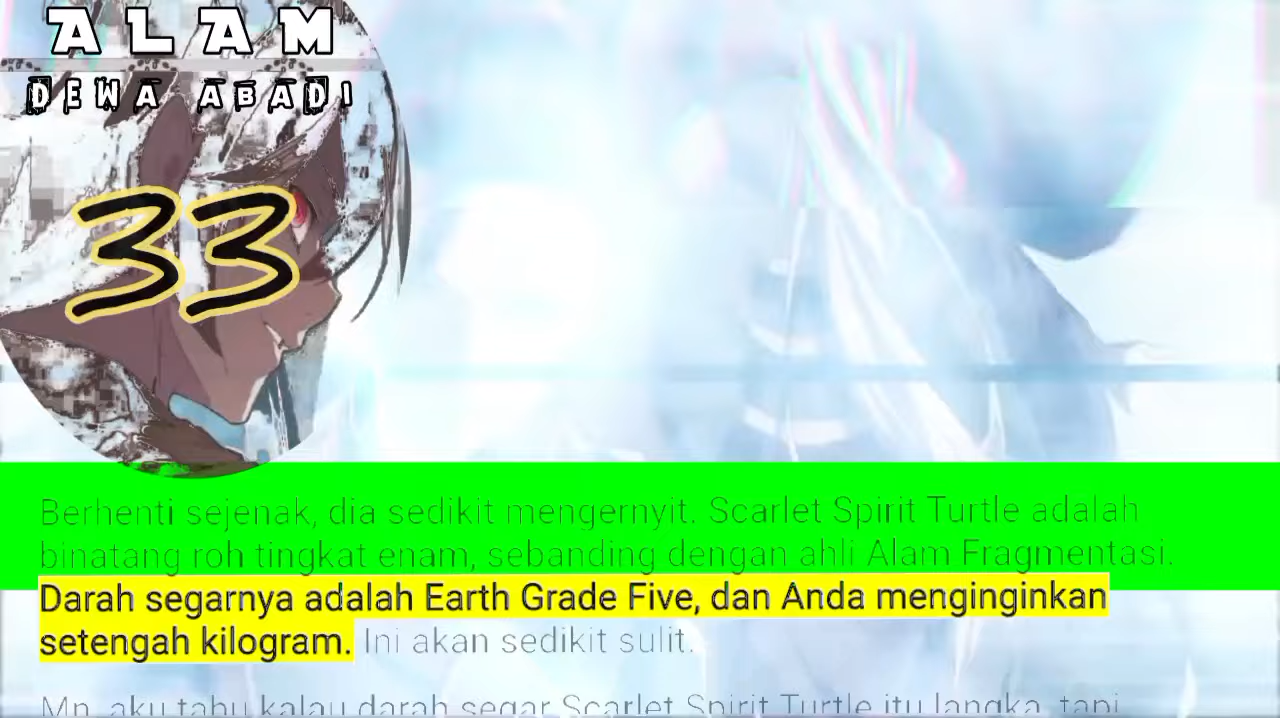 ALAM
DEWA ABADI
33
Berhenti sejenak, dia sedikit mengernyit. Scarlet Spirit Turtle adalah
binatang roh tingkat enam, sebanding dengan ahli Alam Fragmentasi.
Darah segarnya adalah Earth Grade Five, dan Anda menginginkan
setengah kilogram. Ini akan sedikit sulit.
Mn, aku tahu kalau darah segar Scarlet Spirit Turtle itu langka, tapi